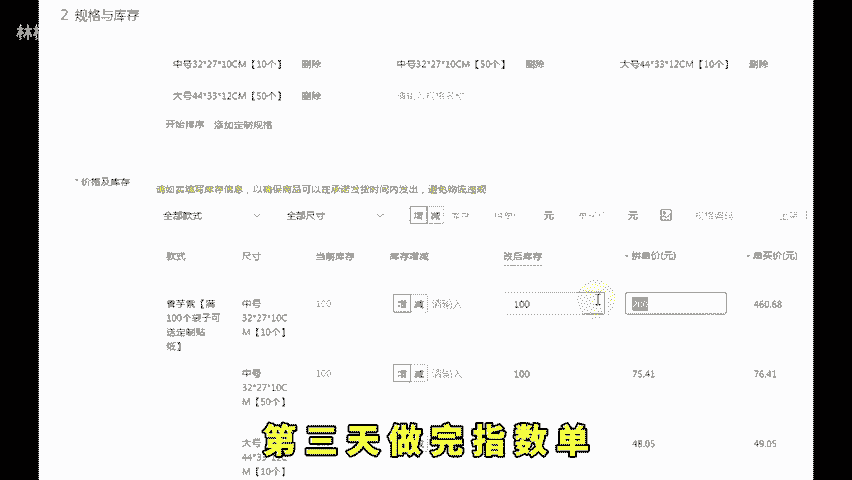 2 规格与库存
林
中号32*27*10CM【10个】 删除 中号32*27*10CM【50个】 删除 大号44*33*12CM【10个】 删除
大号44*33*12CM【50个】 删除
开始排序 添加定制规格
* 价格及库存
请如实填写库存信息，以确保商品可以在承诺发货时间内发出，避免物流违规
全部款式 全部尺寸 增 减 元 元
款式 尺寸 当前库存 库存增减 改后库存 * 拼单价(元) * 单买价(元)
香芋紫【满100个袋子可送定制贴纸】 中号32*27*10CM【10个】 100 增 减 请输入 100 460.68
中号32*27*10CM【50个】 100 增 减 请输入 100 75.41 76.41
大号44*33*12CM【10个】 48.05 49.05
第三天做完指数单